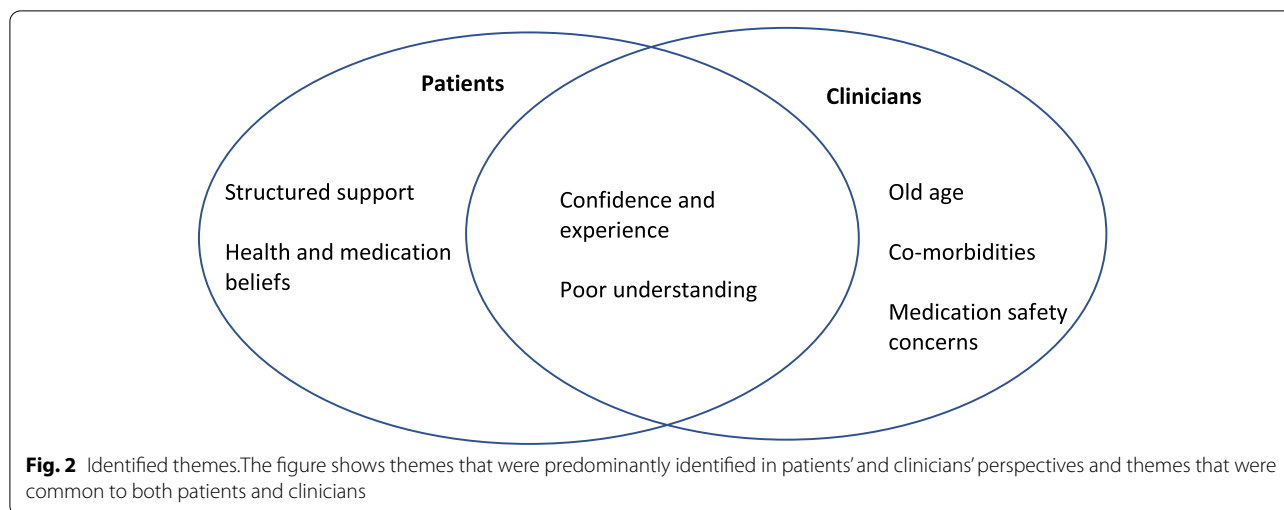 Patients
Clinicians
Structured support
Health and medication
beliefs
Confidence and
experience
Poor understanding
Old age
Co-morbidities
Medication safety
concerns
Fig. 2 Identified themes.The figure shows themes that were predominantly identified in patients’ and clinicians’ perspectives and themes that were
common to both patients and clinicians